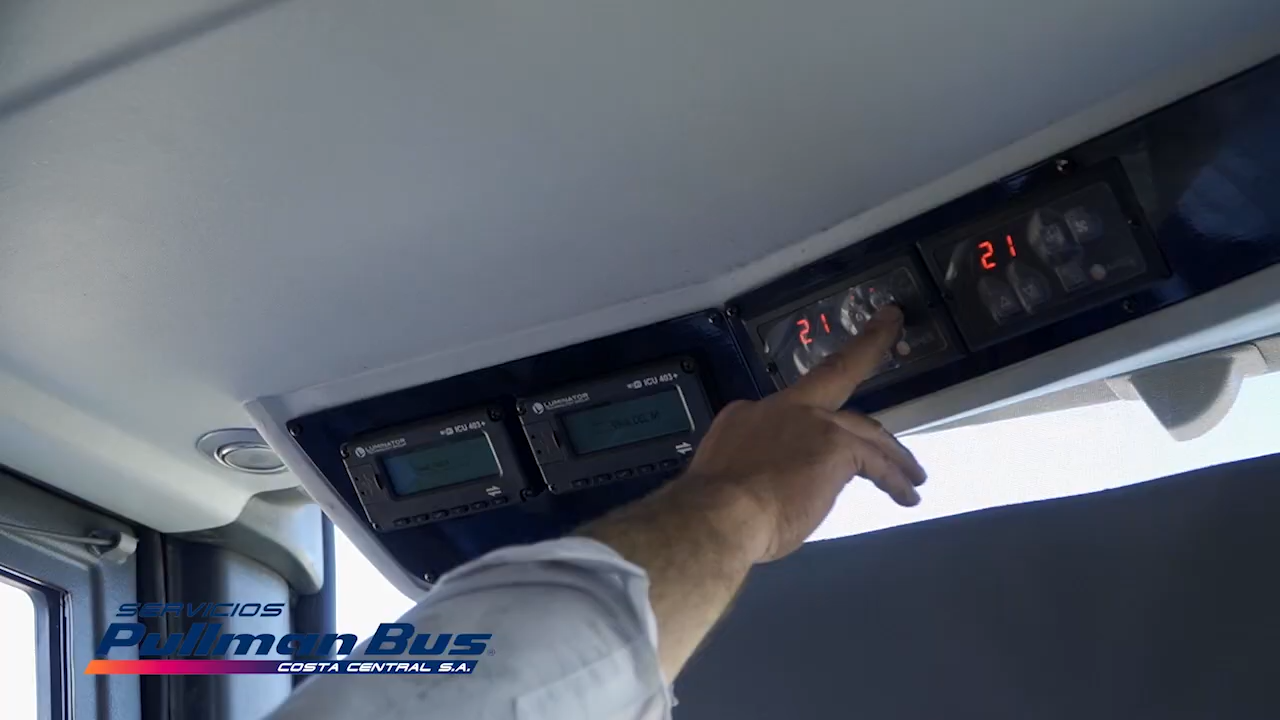 21
21
LUMINATOR
ICU 403+
LUMINATOR
ICU 403+
SERVICIOS
Pullman Bus
COSTA CENTRAL S.A.